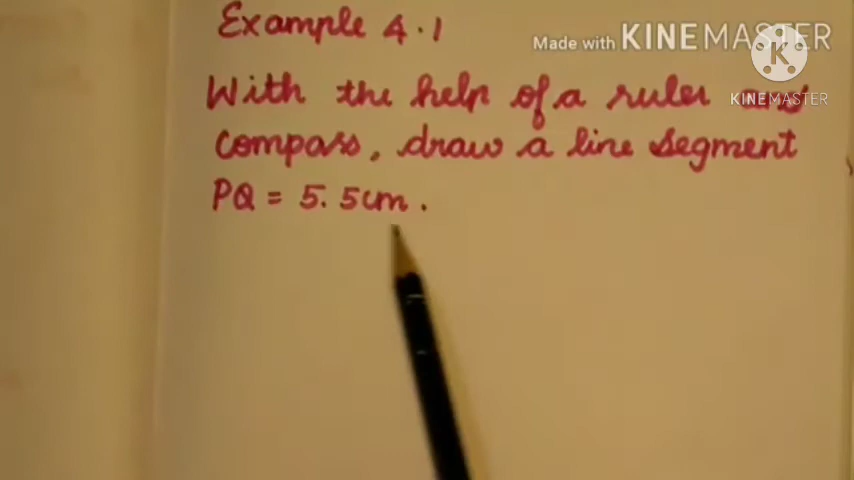 Example 4.1
Made with KINEMASTER
K
KINEMASTER
With the help of a ruler and
compass, draw a line segment
PQ = 5.5cm.